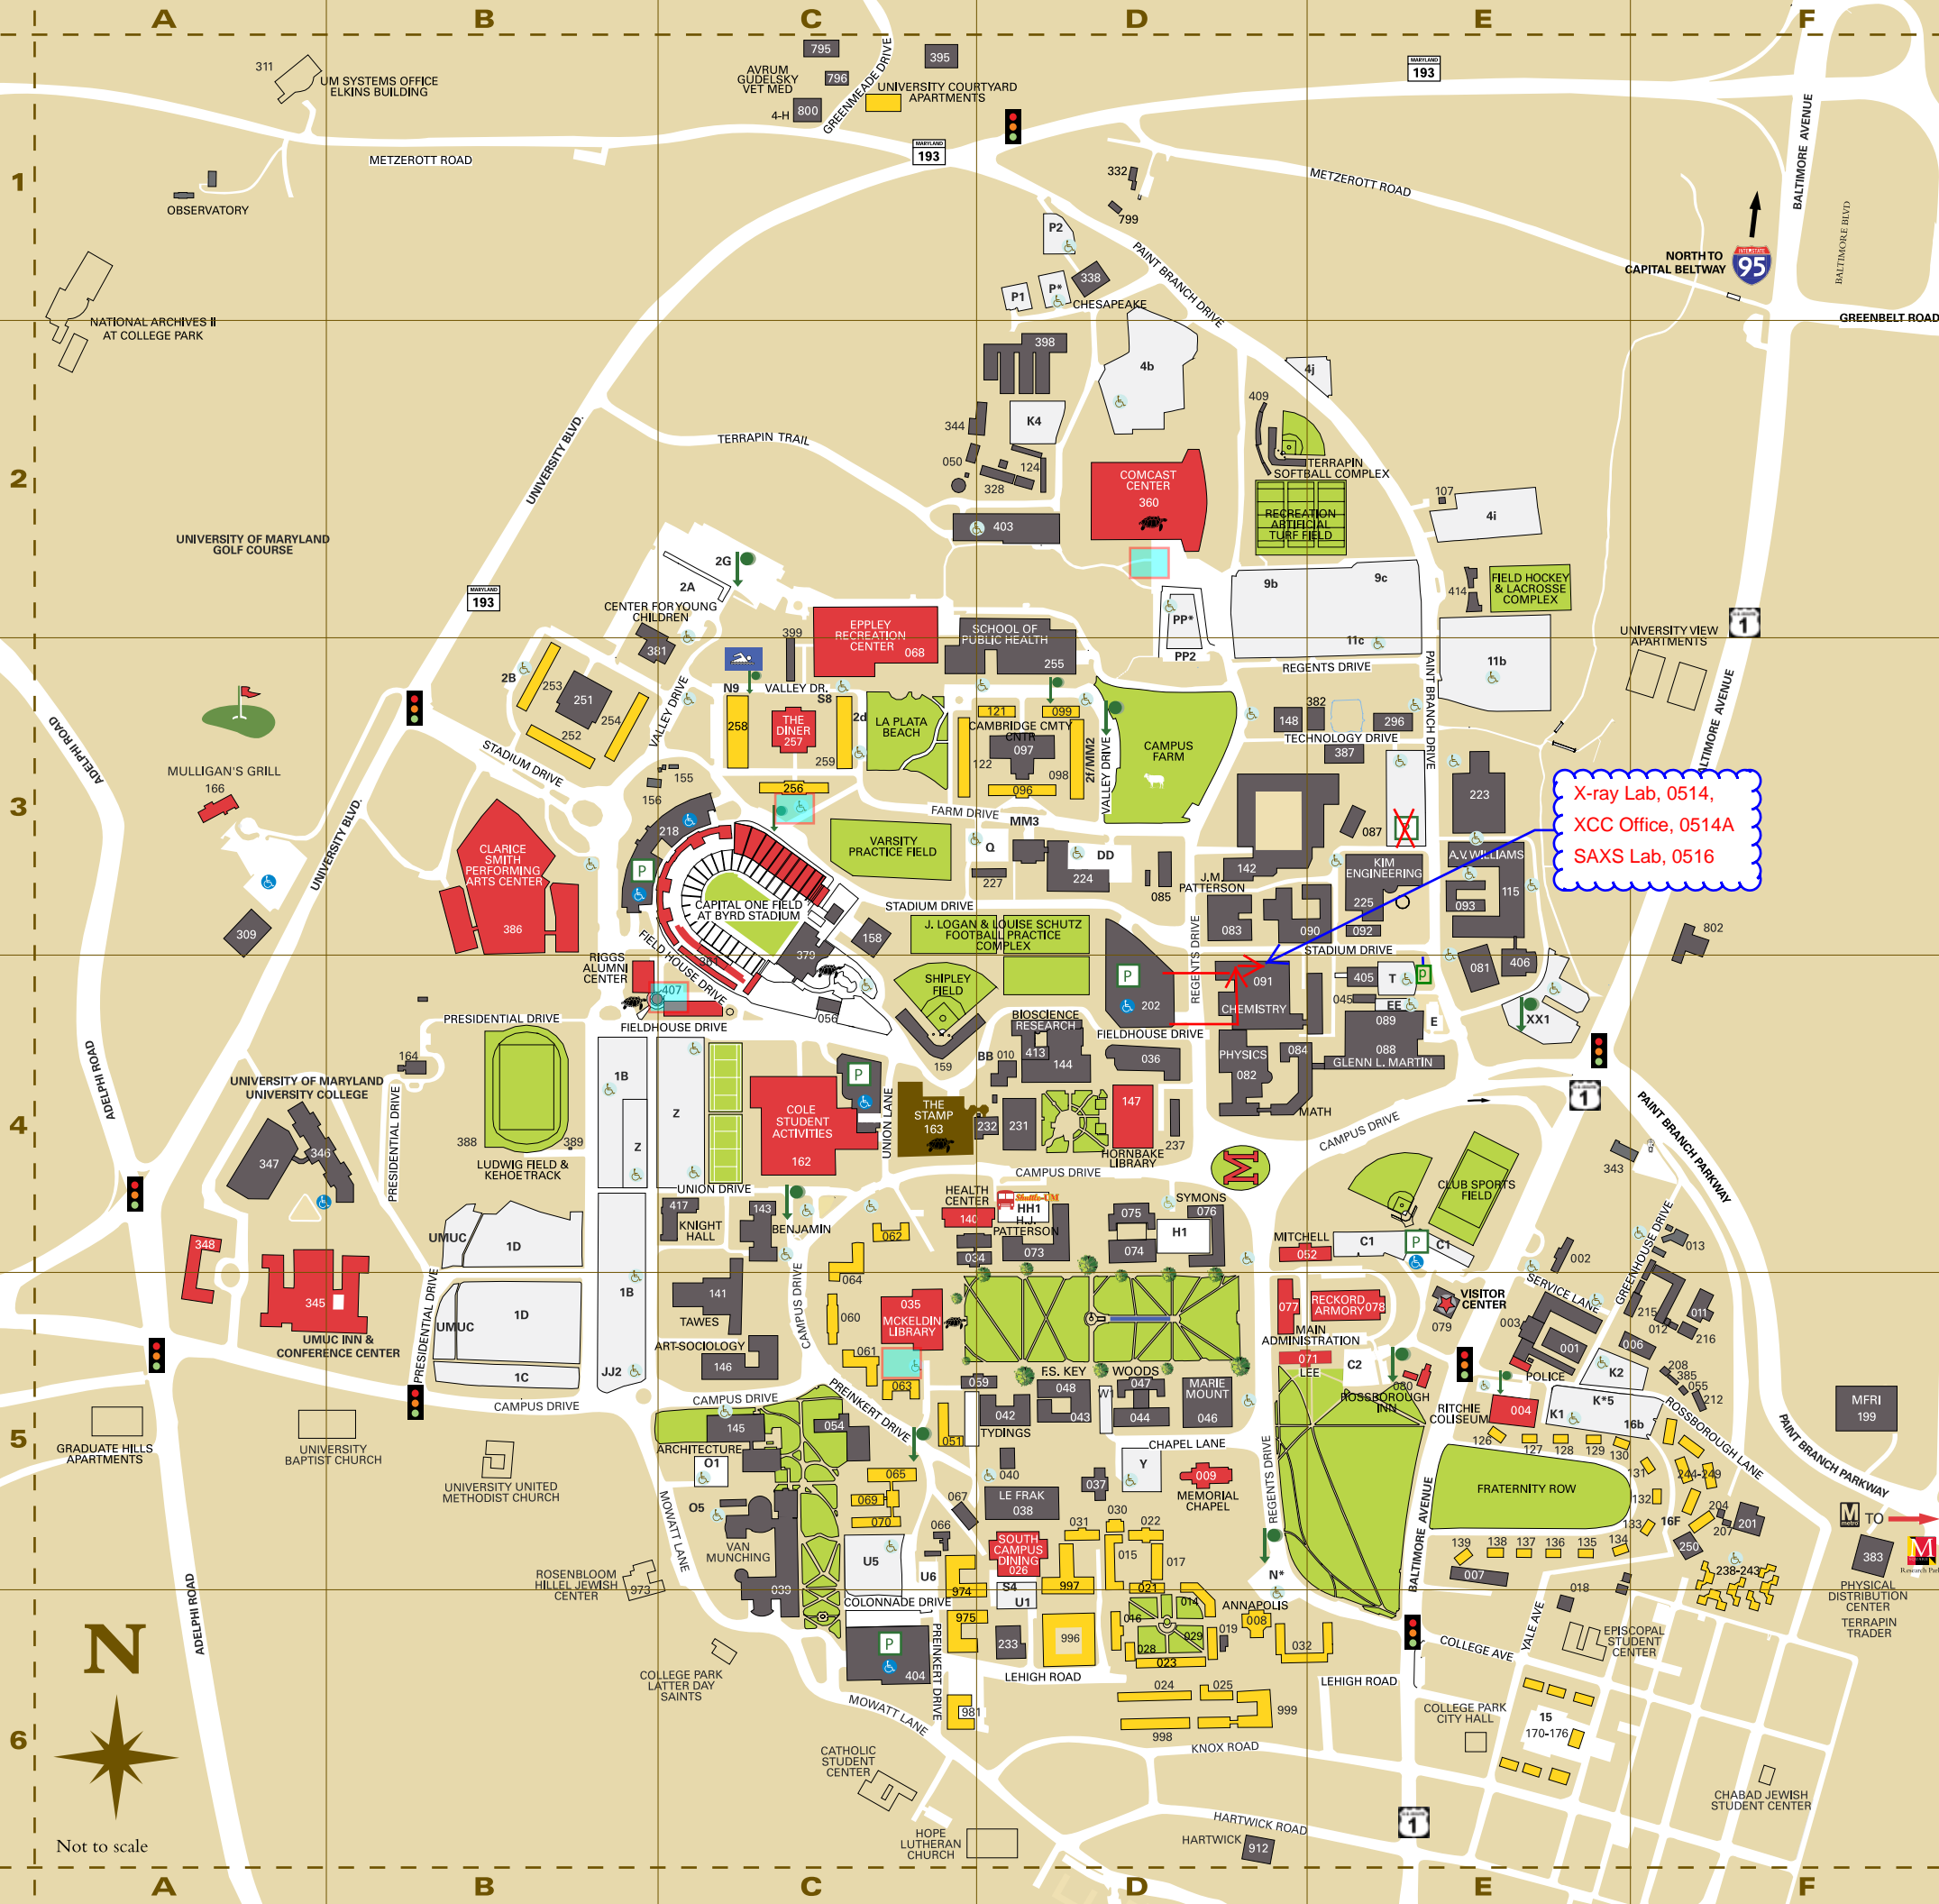 A
B
C
D
E
F
311
UM SYSTEMS OFFICE
ELKINS BUILDING
795
796
AVRUM
GUDELSKY
VET MED
4-H
800
GREENMEADE DRIVE
395
UNIVERSITY COURTYARD
APARTMENTS
MARYLAND
193
METZEROTT ROAD
MARYLAND
193
1
OBSERVATORY
332
799
METZEROTT ROAD
BALTIMORE AVENUE
BALTIMORE BLVD
P2
P1
P*
338
CHESAPEAKE
PAINT BRANCH DRIVE
NORTH TO
CAPITAL BELTWAY
INTERSTATE
95
GREENBELT ROAD
NATIONAL ARCHIVES II
AT COLLEGE PARK
398
4b
4j
409
344
K4
TERRAPIN TRAIL
UNIVERSITY BLVD.
050
124
328
2
COMCAST
CENTER
360
TERRAPIN
SOFTBALL COMPLEX
RECREATION
ARTIFICIAL
TURF FIELD
107
4i
403
UNIVERSITY OF MARYLAND
GOLF COURSE
2G
2A
MARYLAND
193
CENTER FOR YOUNG
CHILDREN
381
399
EPPLEY
RECREATION
CENTER
068
SCHOOL OF
PUBLIC HEALTH
255
PP*
PP2
9b
9c
11c
REGENTS DRIVE
414
FIELD HOCKEY
& LACROSSE
COMPLEX
11b
UNIVERSITY VIEW
APARTMENTS
1
2B
253
251
254
252
VALLEY DRIVE
N9
VALLEY DR.
S8
258
THE
DINER
257
259
2d
LA PLATA
BEACH
121
099
CAMBRIDGE CMTY
CNTR
097
122
098
096
2f/MM2
VALLEY DRIVE
CAMPUS
FARM
148
382
296
TECHNOLOGY DRIVE
387
PAINT BRANCH DRIVE
223
ADELPHI ROAD
MULLIGAN'S GRILL
166
STADIUM DRIVE
155
156
256
FARM DRIVE
MM3
3
X-ray Lab, 0514,
XCC Office, 0514A
SAXS Lab, 0516
CLARICE
SMITH
PERFORMING
ARTS CENTER
386
218
P
VARSITY
PRACTICE FIELD
Q
227
DD
224
085
142
087
KIM
ENGINEERING
225
092
A.V. WILLIAMS
115
093
J.M.
PATTERSON
083
090
309
UNIVERSITY BLVD.
CAPITAL ONE FIELD
AT BYRD STADIUM
STADIUM DRIVE
158
379
FIELD HOUSE DRIVE
RIGGS
ALUMNI
CENTER
407
J. LOGAN & LOUISE SCHUTZ
FOOTBALL PRACTICE
COMPLEX
SHIPLEY
FIELD
P
202
REGENTS DRIVE
091
CHEMISTRY
STADIUM DRIVE
405
T
P
045
EE
081
406
XX1
802
PRESIDENTIAL DRIVE
FIELDHOUSE DRIVE
056
159
BIOSCIENCE
RESEARCH
413
144
BB
010
FIELDHOUSE DRIVE
036
PHYSICS
082
084
089
088
E
GLENN L. MARTIN
MATH
164
UNIVERSITY OF MARYLAND
UNIVERSITY COLLEGE
347
346
PRESIDENTIAL DRIVE
388
389
LUDWIG FIELD &
KEHOE TRACK
1B
Z
Z
COLE
STUDENT
ACTIVITIES
162
P
UNION LANE
THE
STAMP
163
232
231
147
237
HORNBAKE
LIBRARY
4
CAMPUS DRIVE
CAMPUS DRIVE
M
1
PAINT BRANCH PARKWAY
343
CLUB SPORTS
FIELD
UNION DRIVE
417
KNIGHT
HALL
143
BENJAMIN
HEALTH
CENTER
140
Shuttle-UM
HH1
H.J.
PATTERSON
073
SYMONS
075
076
074
H1
MITCHELL
052
C1
P
C1
002
013
GREENHOUSE DRIVE
348
345
UMUC INN &
CONFERENCE CENTER
UMUC
1D
UMUC
1D
1C
1B
JJ2
062
064
060
061
063
141
TAWES
ART-SOCIOLOGY
146
CAMPUS DRIVE
035
MCKELDIN
LIBRARY
077
RECKORD
ARMORY
078
MAIN
ADMINISTRATION
071
LEE
C2
080
ROSSBOROUGH
INN
VISITOR
CENTER
079
SERVICE LANE
003
001
POLICE
215
012
011
216
006
K2
208
385
055
212
MFRI
199
PRESIDENTIAL DRIVE
CAMPUS DRIVE
CAMPUS DRIVE
PREINKERT DRIVE
059
F.S. KEY
048
043
042
TYDINGS
W1
WOODS
047
044
MARIE
MOUNT
046
051
RITCHIE
COLISEUM
004
K1
K*5
16b
5
GRADUATE HILLS
APARTMENTS
UNIVERSITY
BAPTIST CHURCH
UNIVERSITY UNITED
METHODIST CHURCH
145
054
ARCHITECTURE
O1
O5
065
069
070
067
040
CHAPEL LANE
Y
037
009
MEMORIAL
CHAPEL
REGENTS DRIVE
LE FRAK
038
126
127
128
129
130
131
132
133
134
FRATERNITY ROW
244-249
ROSSBOROUGH LANE
PAINT BRANCH PARKWAY
16F
204
207
201
250
TO
383
PHYSICAL
DISTRIBUTION
CENTER
TERRAPIN
TRADER
MOWATT LANE
VAN
MUNCHING
039
U5
U6
066
SOUTH
CAMPUS
DINING
026
031
030
022
015
017
021
139
138
137
136
135
007
018
238-243
ROSENBLOOM
HILLEL JEWISH
CENTER
973
COLONNADE DRIVE
974
975
S4
U1
997
996
233
016
014
028
029
023
019
N*
ANNAPOLIS
008
032
BALTIMORE AVENUE
YALE AVE
EPISCOPAL
STUDENT
CENTER
N
ADELPHI ROAD
COLLEGE PARK
LATTER DAY
SAINTS
P
404
PREINKERT DRIVE
LEHIGH ROAD
LEHIGH ROAD
COLLEGE AVE
MOWATT LANE
981
024
025
999
998
KNOX ROAD
COLLEGE PARK
CITY HALL
15
170-176
6
CATHOLIC
STUDENT
CENTER
HOPE
LUTHERAN
CHURCH
HARTWICK ROAD
HARTWICK
912
1
CHABAD JEWISH
STUDENT CENTER
Not to scale
A
B
C
D
E
F